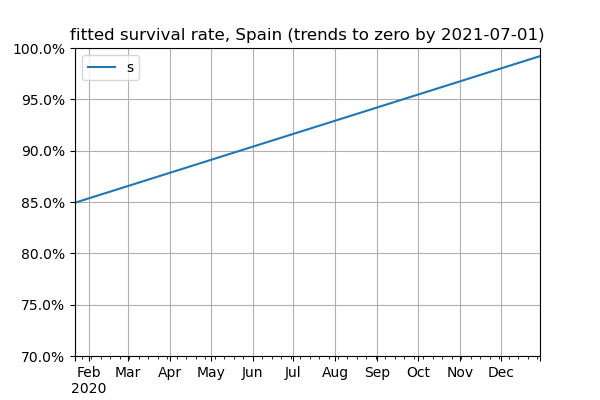 fitted survival rate, Spain (trends to zero by 2021-07-01)
100.0%
s
95.0%
90.0%
85.0%
80.0%
75.0%
70.0%
Feb Mar Apr May Jun Jul Aug Sep Oct Nov Dec
2020